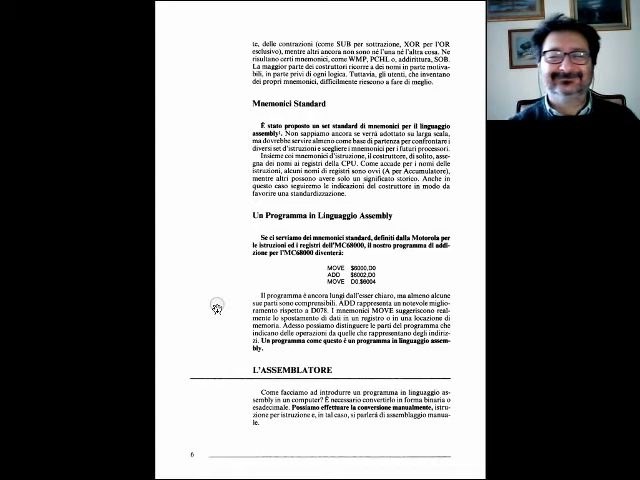 te, delle contrazioni (come SUB per sottrazione, XOR per l'OR
esclusivo), mentre altri ancora non sono né l'una né l'altra cosa. Ne
risultano certi mnemonici, come WMP, PCHL o, addirittura, SOB.
La maggior parte dei costruttori ricorre a dei nomi in parte motiva-
bili, in parte privi di ogni logica. Tuttavia, gli utenti, che inventano
dei propri mnemonici, difficilmente riescono a fare di meglio.
Mnemonici Standard
È stato proposto un set standard di mnemonici per il linguaggio
assembly¹. Non sappiamo ancora se verrà adottato su larga scala,
ma dovrebbe servire almeno come base di partenza per confrontare i
diversi set d'istruzioni e scegliere i mnemonici per i futuri processori.
Insieme coi mnemonici d'istruzione, il costruttore, di solito, asse-
gna dei nomi ai registri della CPU. Come accade per i nomi delle
istruzioni, alcuni nomi di registri sono ovvi (A per Accumulatore),
mentre altri possono avere solo un significato storico. Anche in
questo caso seguiremo le indicazioni del costruttore in modo da
favorire una standardizzazione.
Un Programma in Linguaggio Assembly
Se ci serviamo dei mnemonici standard, definiti dalla Motorola per
le istruzioni ed i registri dell'MC68000, il nostro programma di addi-
zione per l'MC68000 diventerà:
MOVE $6000,D0
ADD $6002,D0
MOVE D0,$6004
Il programma è ancora lungi dall'esser chiaro, ma almeno alcune
sue parti sono comprensibili. ADD rappresenta un notevole miglio-
ramento rispetto a D078. I mnemonici MOVE suggeriscono real-
mente lo spostamento di dati in un registro o in una locazione di
memoria. Adesso possiamo distinguere le parti del programma che
indicano delle operazioni da quelle che rappresentano degli indiriz-
zi. Un programma come questo è un programma in linguaggio assem-
bly.
L'ASSEMBLATORE
Come facciamo ad introdurre un programma in linguaggio as-
sembly in un computer? È necessario convertirlo in forma binaria o
esadecimale. Possiamo effettuare la conversione manualmente, istru-
zione per istruzione e, in tal caso, si parlerà di assemblaggio manua-
le.
6